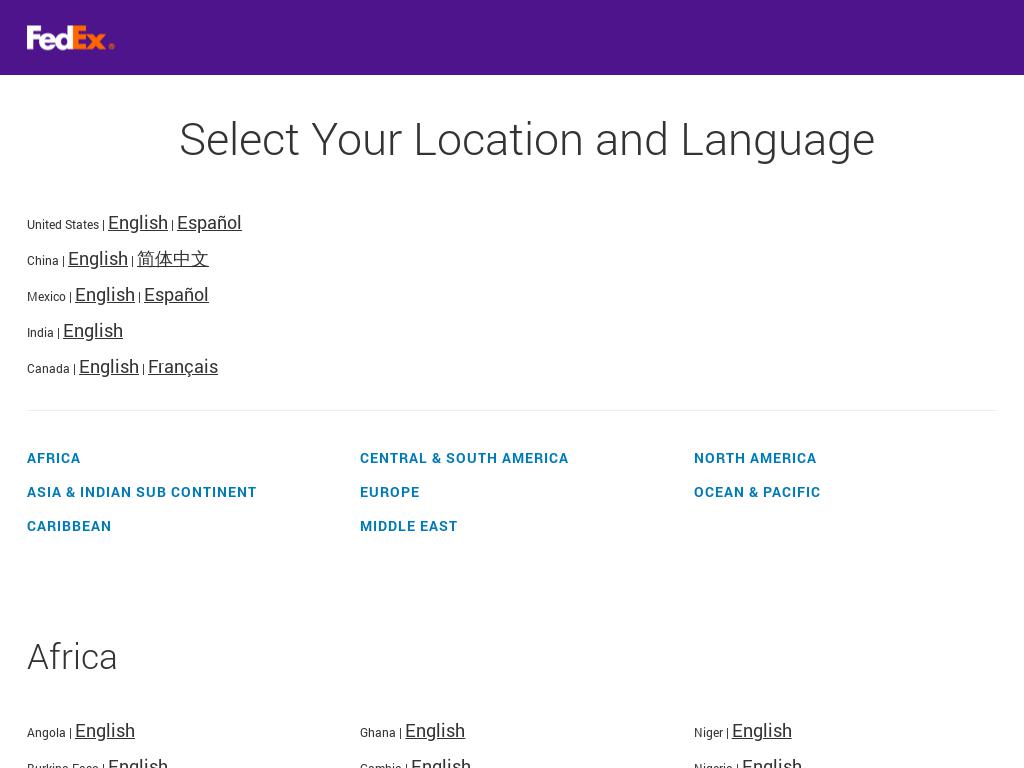 FedEx®
Select Your Location and Language
United States | English | Español
China | English | 简体中文
Mexico | English | Español
India | English
Canada | English | Français
AFRICA
ASIA & INDIAN SUB CONTINENT
CARIBBEAN
CENTRAL & SOUTH AMERICA
EUROPE
MIDDLE EAST
NORTH AMERICA
OCEAN & PACIFIC
Africa
Angola | English
Burkina Faso | English
Ghana | English
Gambia | English
Niger | English
Nigeria | English